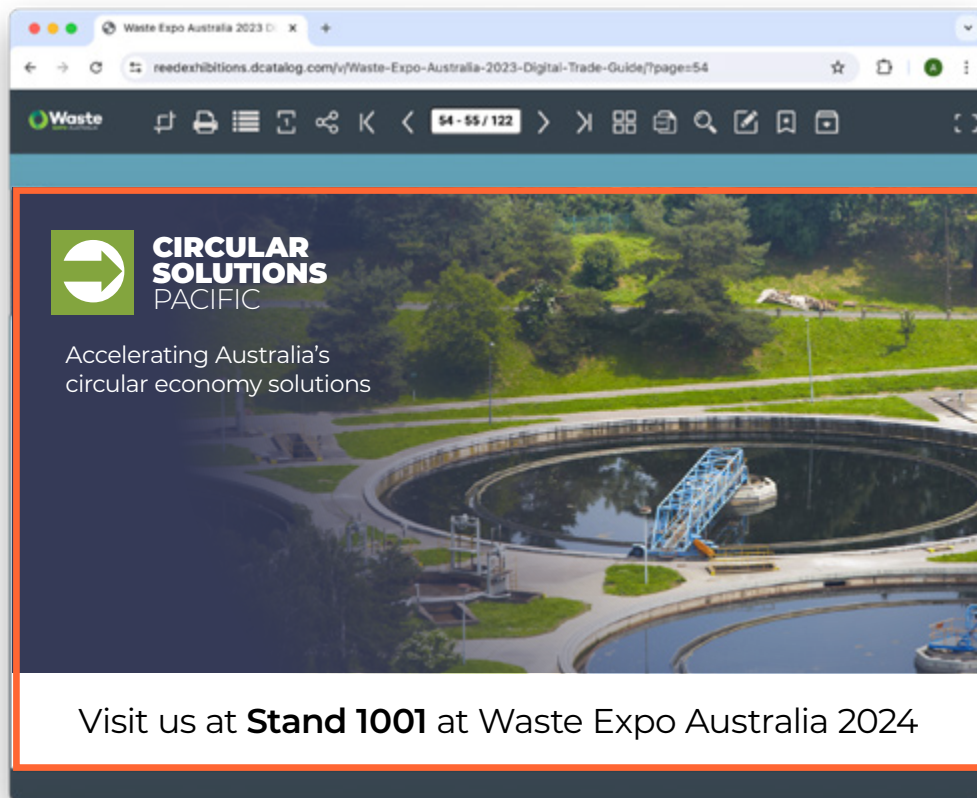 Waste Expo Australia 2023 D
reedexhibitions.dcatalog.com/v/Waste-Expo-Australia-2023-Digital-Trade-Guide/?page=54
A
Waste
54 - 55 / 122
CIRCULAR
SOLUTIONS
PACIFIC
Accelerating Australia's
circular economy solutions
Visit us at Stand 1001 at Waste Expo Australia 2024